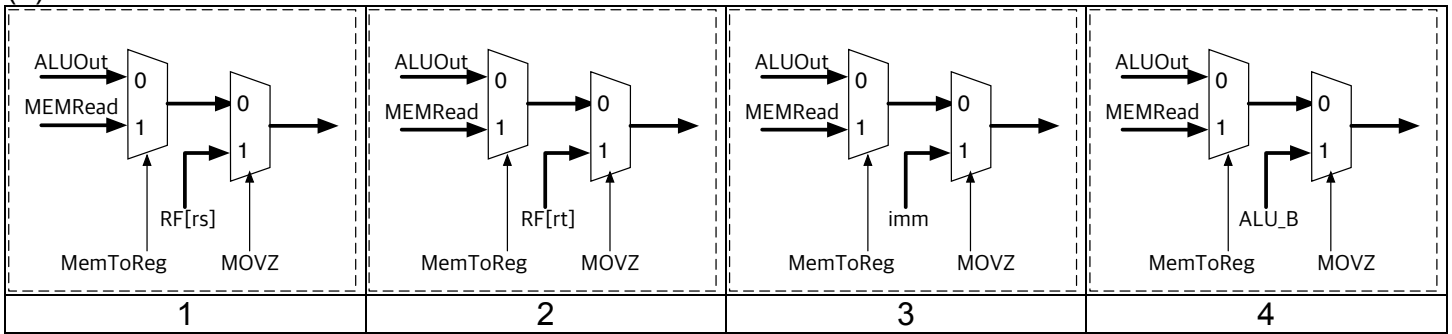 ALUOut
0
MEMRead
0
1
1
RF[rs]
MemToReg MOVZ
1
ALUOut
0
MEMRead
0
1
1
RF[rt]
MemToReg MOVZ
2
ALUOut
0
MEMRead
0
1
1
imm
MemToReg MOVZ
3
ALUOut
0
MEMRead
0
1
1
ALU_B
MemToReg MOVZ
4